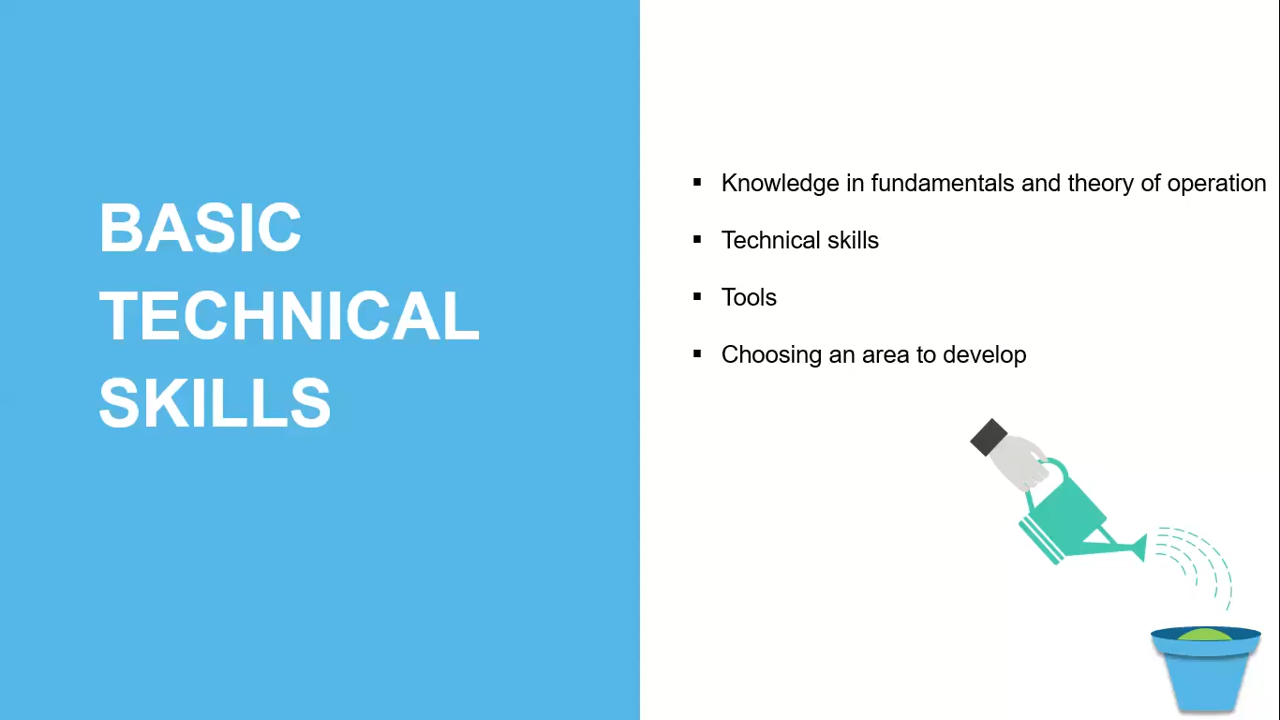 BASIC
TECHNICAL
SKILLS
▪ Knowledge in fundamentals and theory of operation
▪ Technical skills
▪ Tools
▪ Choosing an area to develop